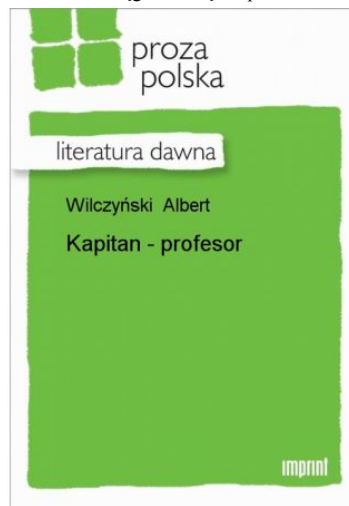 proza
polska
literatura dawna
Wilczyński Albert
Kapitan - profesor
imprint